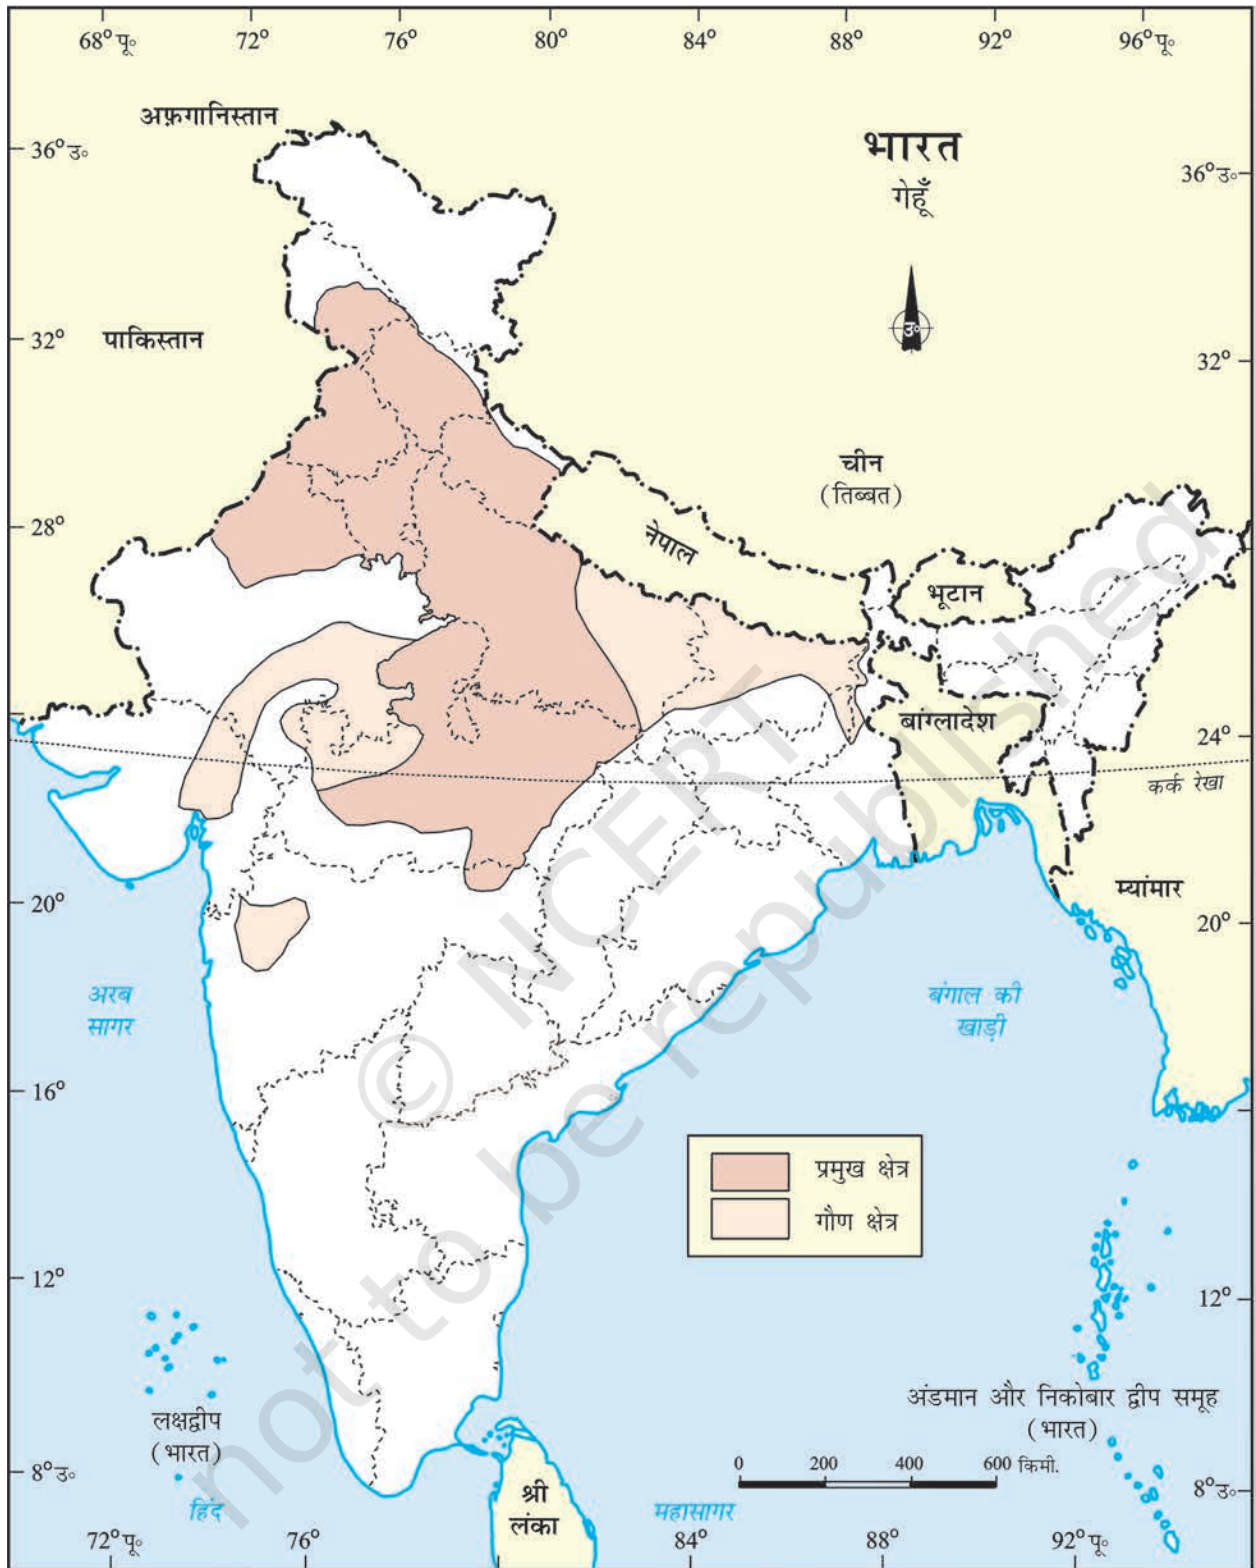 68° पू॰ 72° 76° 80° 84° 88° 92° 96° पू॰
अफ़गानिस्तान
भारत
गेहूँ
36° उ॰
36° उ॰
उ॰
पाकिस्तान
32°
32°
चीन
(तिब्बत)
28°
नेपाल
भूटान
बांग्लादेश
24°
कर्क रेखा
म्यांमार
20°
20°
अरब
सागर
बंगाल की
खाड़ी
16°
प्रमुख क्षेत्र
गौण क्षेत्र
12°
12°
अंडमान और निकोबार द्वीप समूह
(भारत)
लक्षद्वीप
(भारत)
0 200 400 600 किमी.
8° उ॰
8° उ॰
श्री
लंका
हिंद
महासागर
72° पू॰ 76° 84° 88° 92° पू॰
© NCERT
not to be republished